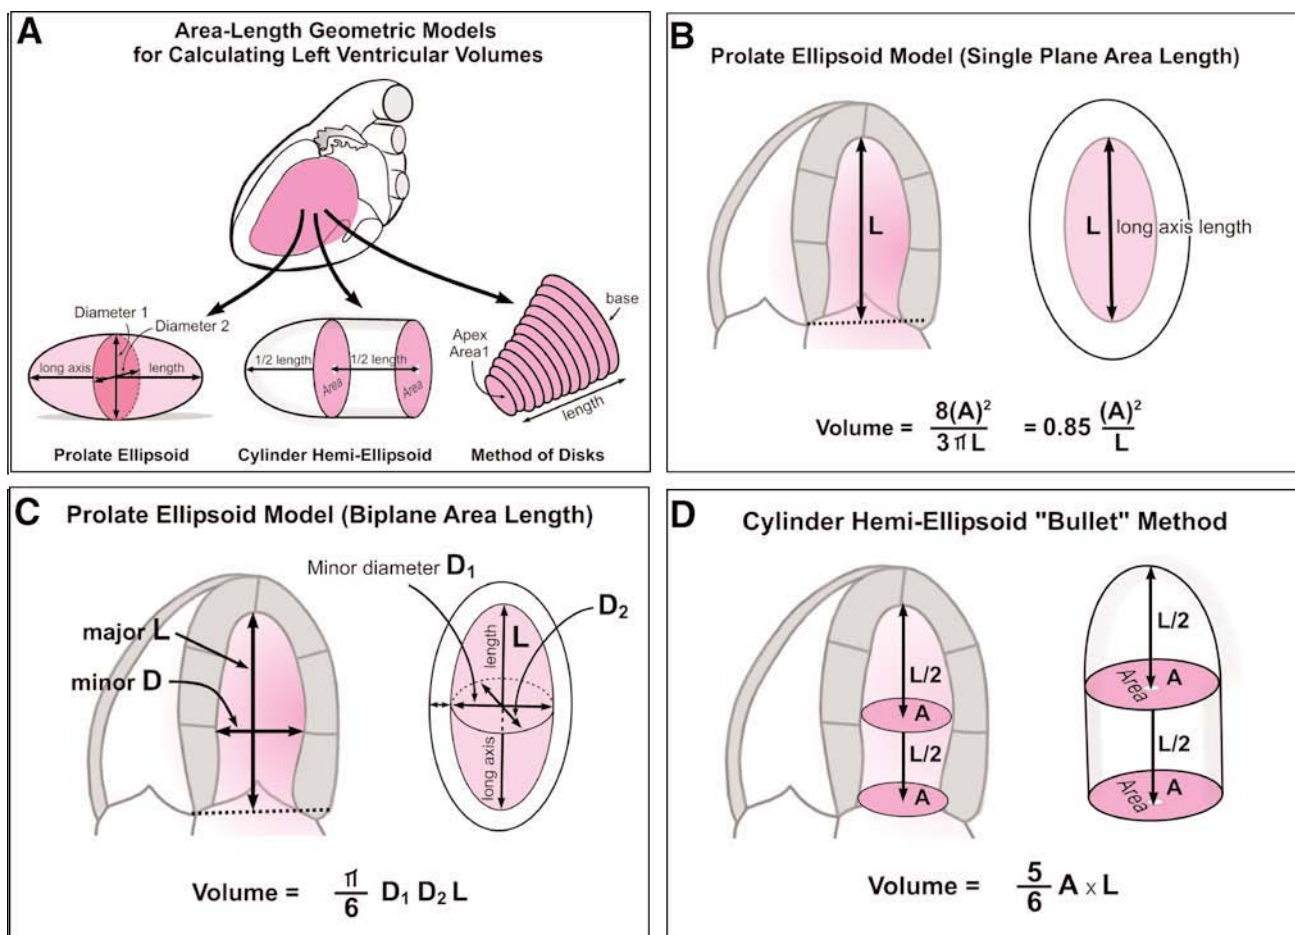 A
Area-Length Geometric Models
for Calculating Left Ventricular Volumes
Diameter 1
Diameter 2
long axis
length
1/2 length
1/2 length
Area
Area
Apex
Area1
base
length
Prolate Ellipsoid
Cylinder Hemi-Ellipsoid
Method of Disks
B
Prolate Ellipsoid Model (Single Plane Area Length)
L
L
long axis length
Volume = 8(A)² / 3 π L = 0.85 (A)² / L
C
Prolate Ellipsoid Model (Biplane Area Length)
Minor diameter D₁
D₂
major L
minor D
length
L
long axis
Volume = π / 6 D₁ D₂ L
D
Cylinder Hemi-Ellipsoid "Bullet" Method
L/2
A
L/2
A
L/2
Area
A
L/2
Area
A
Volume = 5 / 6 A x L